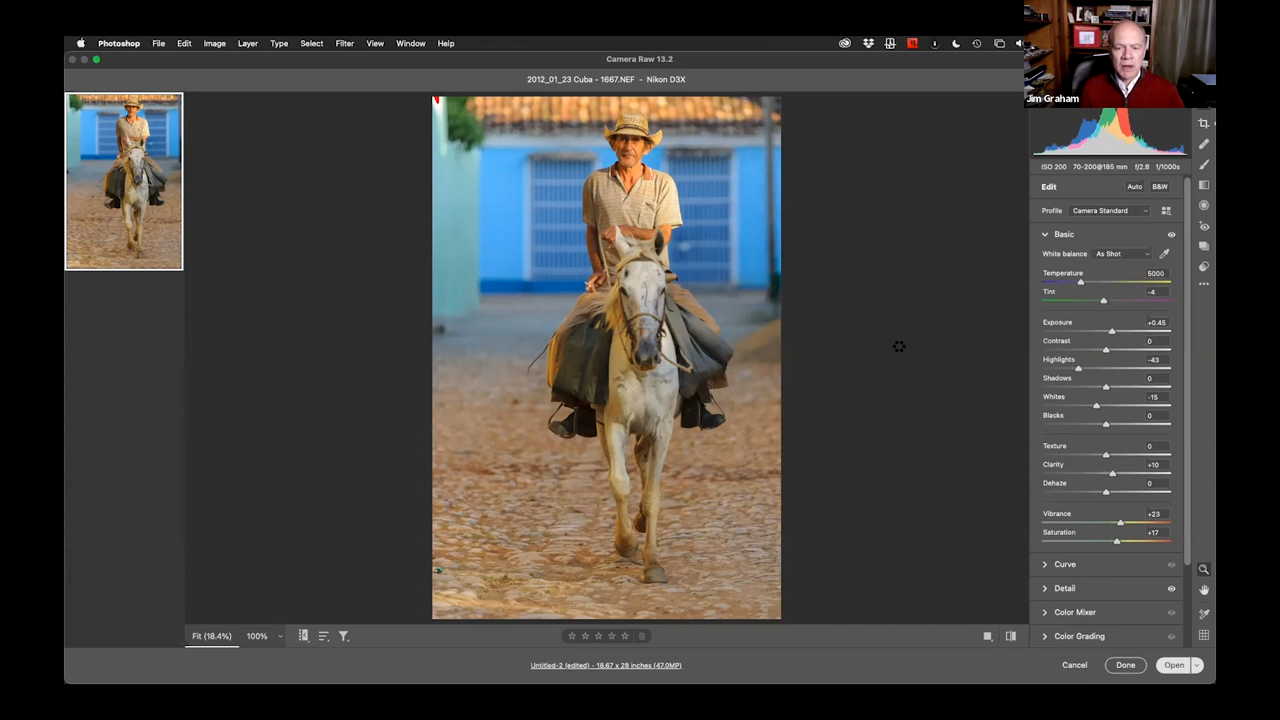 Photoshop File Edit Image Layer Type Select Filter View Window Help
Camera Raw 13.2
2012_01_23 Cuba - 1667.NEF - Nikon D3X
Jim Graham
ISO 200 70-200@185 mm f/2.8 1/1000s
Edit Auto B&W
Profile Camera Standard
Basic
White balance As Shot
Temperature 5000
Tint -4
Exposure +0.45
Contrast 0
Highlights -43
Shadows 0
Whites -15
Blacks 0
Texture 0
Clarity +10
Dehaze 0
Vibrance +23
Saturation +17
Curve
Detail
Color Mixer
Color Grading
Fit (18.4%) 100%
Untitled-2 (edited) - 18.67 x 28 inches (47.0MP)
Cancel Done Open